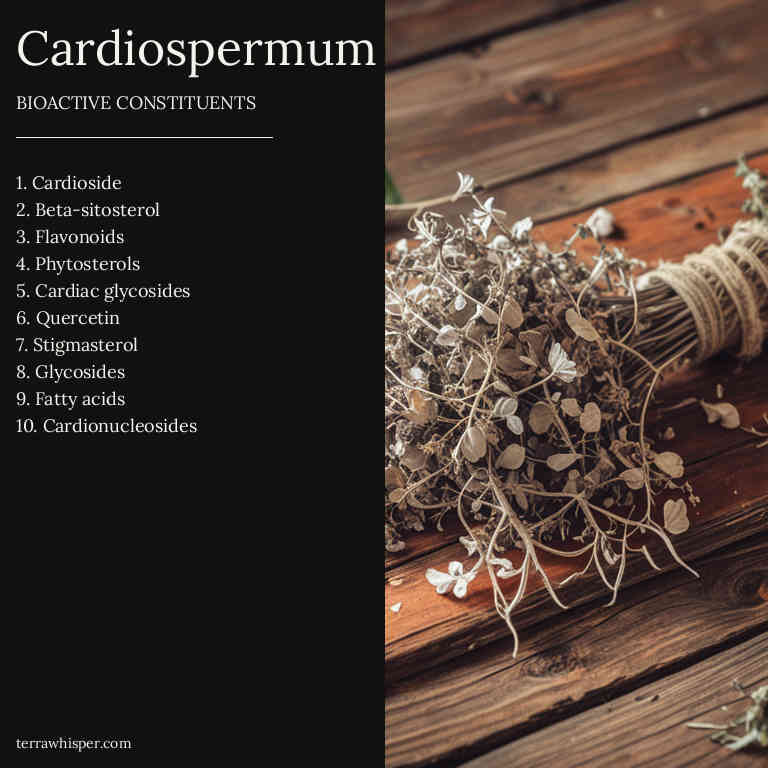 Cardiospermum
BIOACTIVE CONSTITUENTS
1. Cardioside
2. Beta-sitosterol
3. Flavonoids
4. Phytosterols
5. Cardiac glycosides
6. Quercetin
7. Stigmasterol
8. Glycosides
9. Fatty acids
10. Cardionucleosides
terrawhisper.com